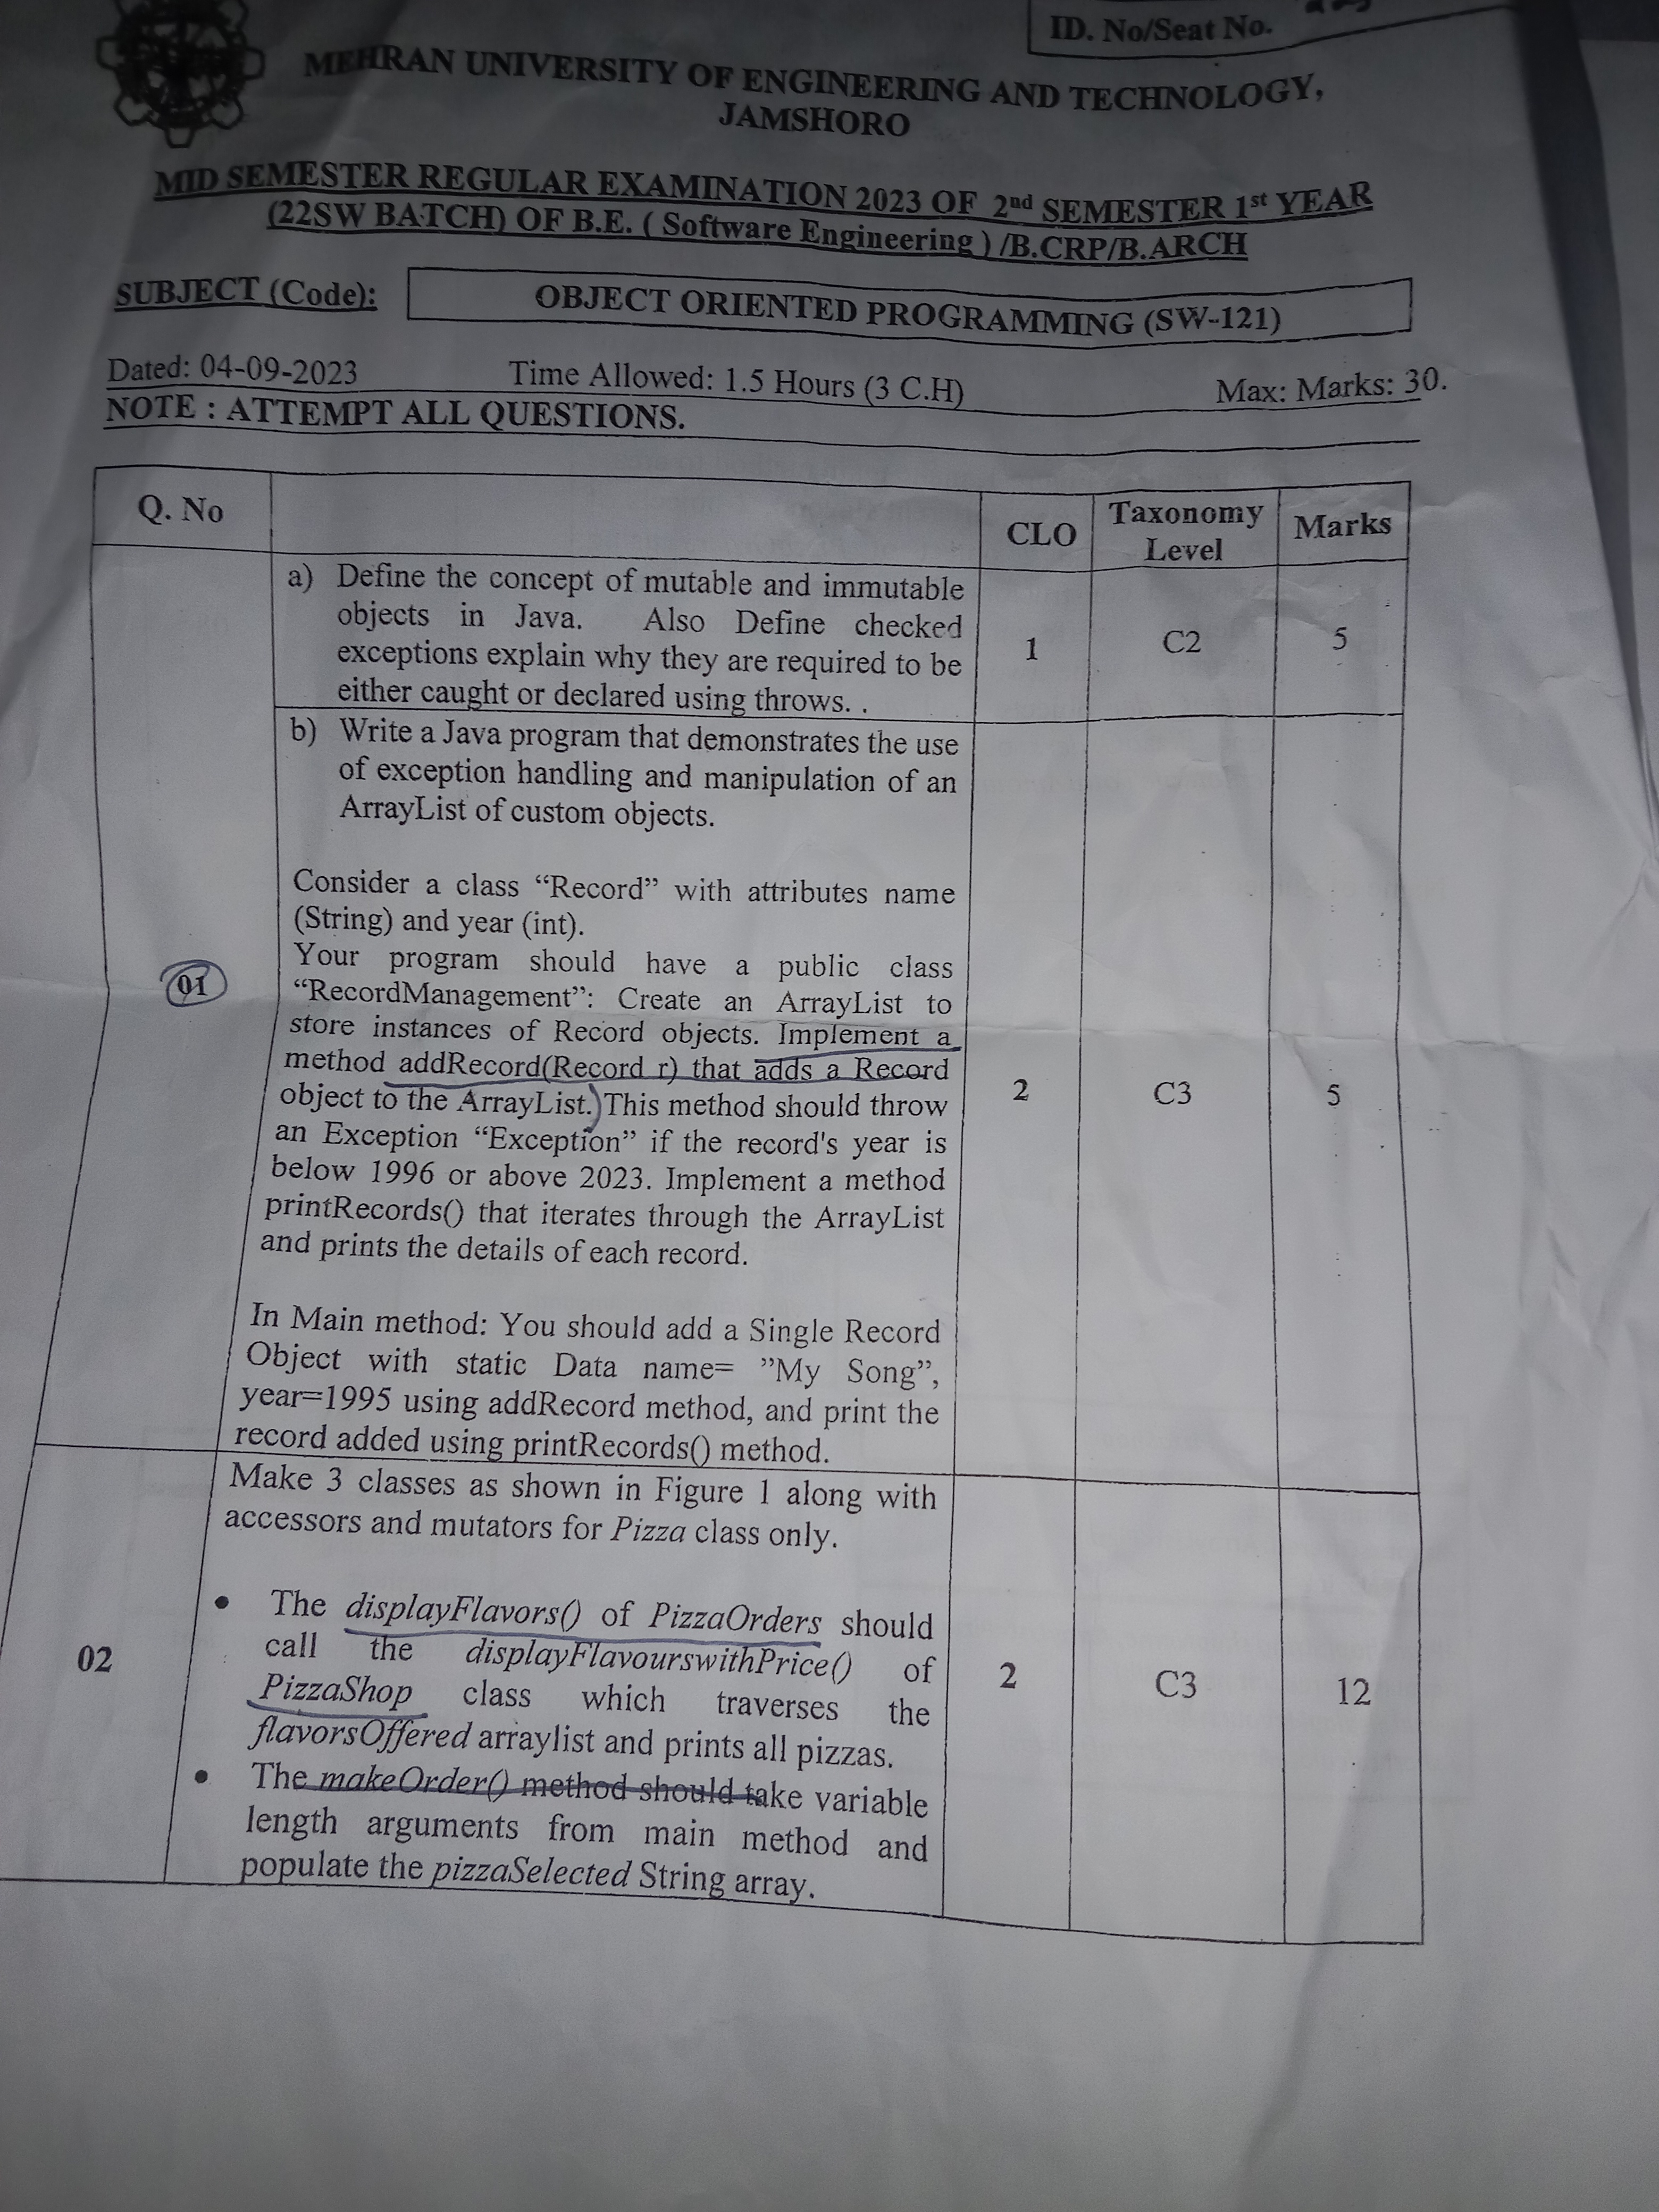 ID. No/Seat No.
MEHRAN UNIVERSITY OF ENGINEERING AND TECHNOLOGY,
JAMSHORO
MID SEMESTER REGULAR EXAMINATION 2023 OF 2nd SEMESTER 1st YEAR
(22SW BATCH) OF B.E. ( Software Engineering ) /B.CRP/B.ARCH
SUBJECT (Code): OBJECT ORIENTED PROGRAMMING (SW-121)
Dated: 04-09-2023 Time Allowed: 1.5 Hours (3 C.H) Max: Marks: 30.
NOTE : ATTEMPT ALL QUESTIONS.
Q. No CLO Taxonomy Level Marks
a) Define the concept of mutable and immutable
objects in Java. Also Define checked
exceptions explain why they are required to be
either caught or declared using throws. .
1 C2 5
01
b) Write a Java program that demonstrates the use
of exception handling and manipulation of an
ArrayList of custom objects.
Consider a class “Record” with attributes name
(String) and year (int).
Your program should have a public class
“RecordManagement”: Create an ArrayList to
store instances of Record objects. Implement a
method addRecord(Record r) that adds a Record
object to the ArrayList. This method should throw
an Exception “Exception” if the record's year is
below 1996 or above 2023. Implement a method
printRecords() that iterates through the ArrayList
and prints the details of each record.
In Main method: You should add a Single Record
Object with static Data name= ”My Song”,
year=1995 using addRecord method, and print the
record added using printRecords() method.
2 C3 5
02
Make 3 classes as shown in Figure 1 along with
accessors and mutators for Pizza class only.
• The displayFlavors() of PizzaOrders should
call the displayFlavourswithPrice() of
PizzaShop class which traverses the
flavorsOffered arraylist and prints all pizzas.
• The makeOrder() method should take variable
length arguments from main method and
populate the pizzaSelected String array.
2 C3 12